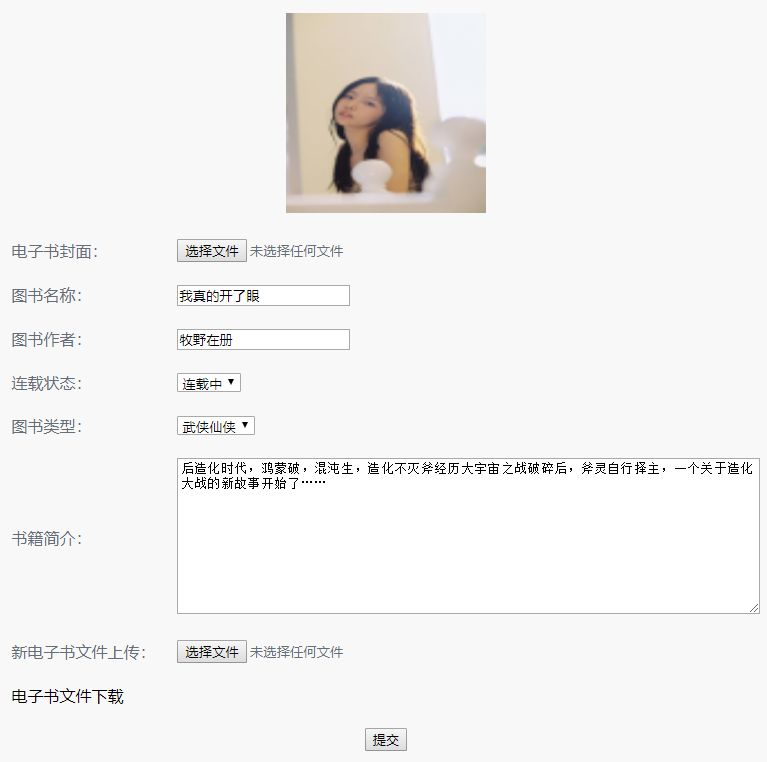 电子书封面：
选择文件 未选择任何文件
图书名称：
我真的开了眼
图书作者：
牧野在册
连载状态：
连载中
图书类型：
武侠仙侠
书籍简介：
后造化时代，鸿蒙破，混沌生，造化不灭斧经历大宇宙之战破碎后，斧灵自行择主，一个关于造化
大战的新故事开始了……
新电子书文件上传：
选择文件 未选择任何文件
电子书文件下载
提交